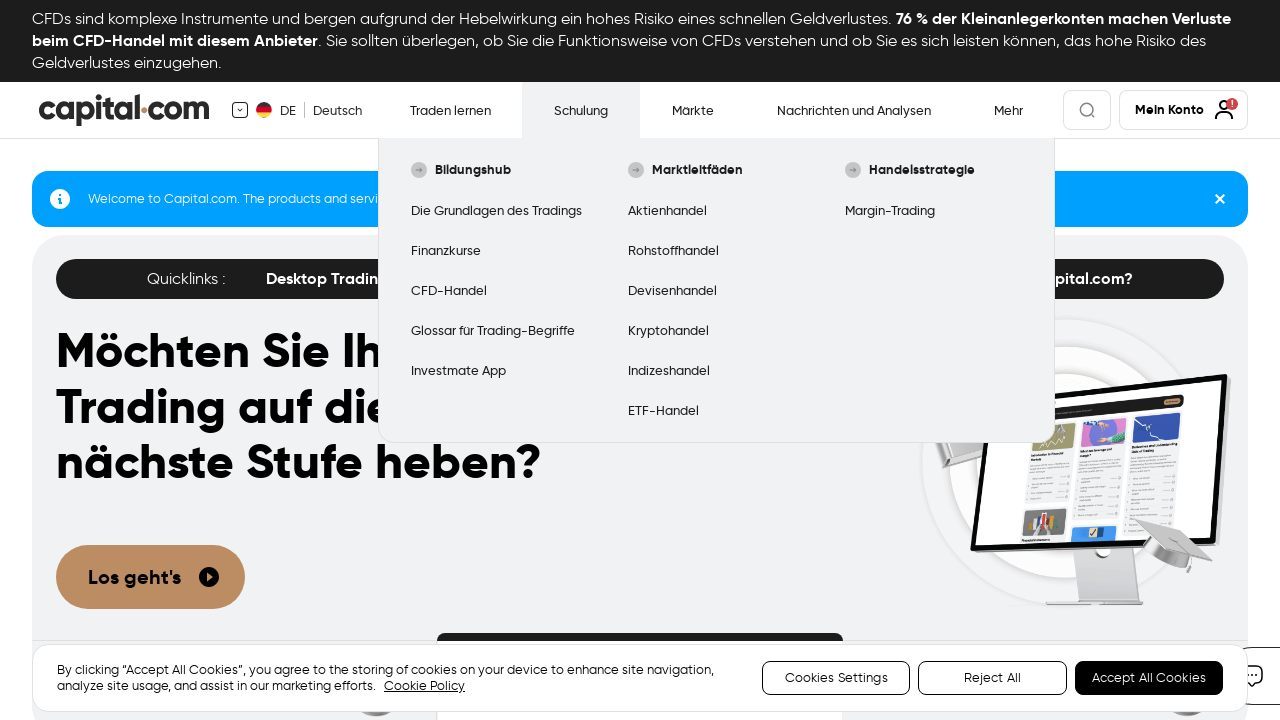 CFDs sind komplexe Instrumente und bergen aufgrund der Hebelwirkung ein hohes Risiko eines schnellen Geldverlustes. 76 % der Kleinanlegerkonten machen Verluste
beim CFD-Handel mit diesem Anbieter. Sie sollten überlegen, ob Sie die Funktionsweise von CFDs verstehen und ob Sie es sich leisten können, das hohe Risiko des
Geldverlustes einzugehen.
capital.com
DE
Deutsch
Traden lernen
Schulung
Märkte
Nachrichten und Analysen
Mehr
Mein Konto
Bildungshub
Die Grundlagen des Tradings
Finanzkurse
CFD-Handel
Glossar für Trading-Begriffe
Investmate App
Marktleitfäden
Aktienhandel
Rohstoffhandel
Devisenhandel
Kryptohandel
Indizeshandel
ETF-Handel
Handelsstrategie
Margin-Trading
Welcome to Capital.com. The products and servi
Quicklinks :
Desktop Tradin
pital.com?
Möchten Sie Ih
Trading auf die
nächste Stufe heben?
Los geht's
By clicking “Accept All Cookies”, you agree to the storing of cookies on your device to enhance site navigation,
analyze site usage, and assist in our marketing efforts. Cookie Policy
Cookies Settings
Reject All
Accept All Cookies